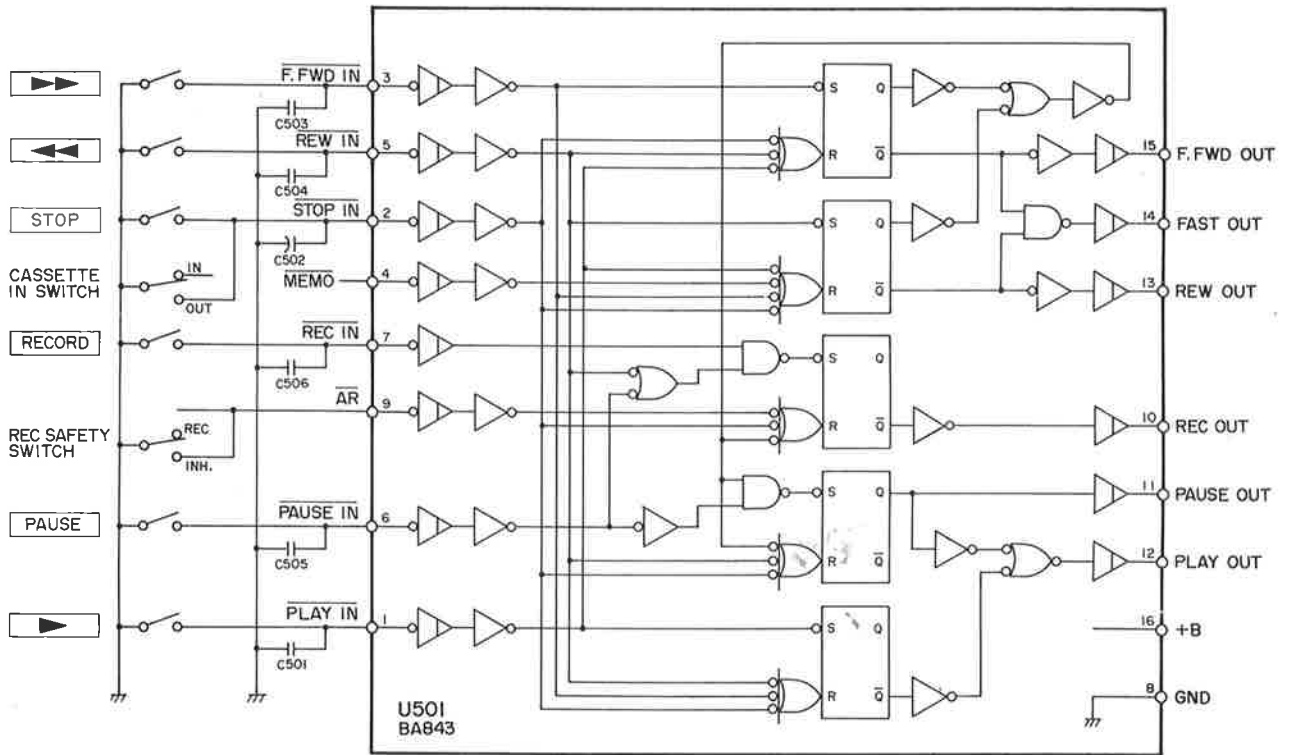 F.FWD IN
3
C503
REW IN
5
C504
STOP
STOP IN
2
C502
CASSETTE
IN SWITCH
IN
OUT
MEMO
4
RECORD
REC IN
7
C506
AR
9
REC SAFETY
SWITCH
REC
INH.
PAUSE
PAUSE IN
6
C505
PLAY IN
1
C501
S Q
R Q
S Q
R Q
S Q
R Q
S Q
R Q
S Q
R Q
U501
BA843
15 F.FWD OUT
14 FAST OUT
13 REW OUT
10 REC OUT
11 PAUSE OUT
12 PLAY OUT
16 +B
8 GND